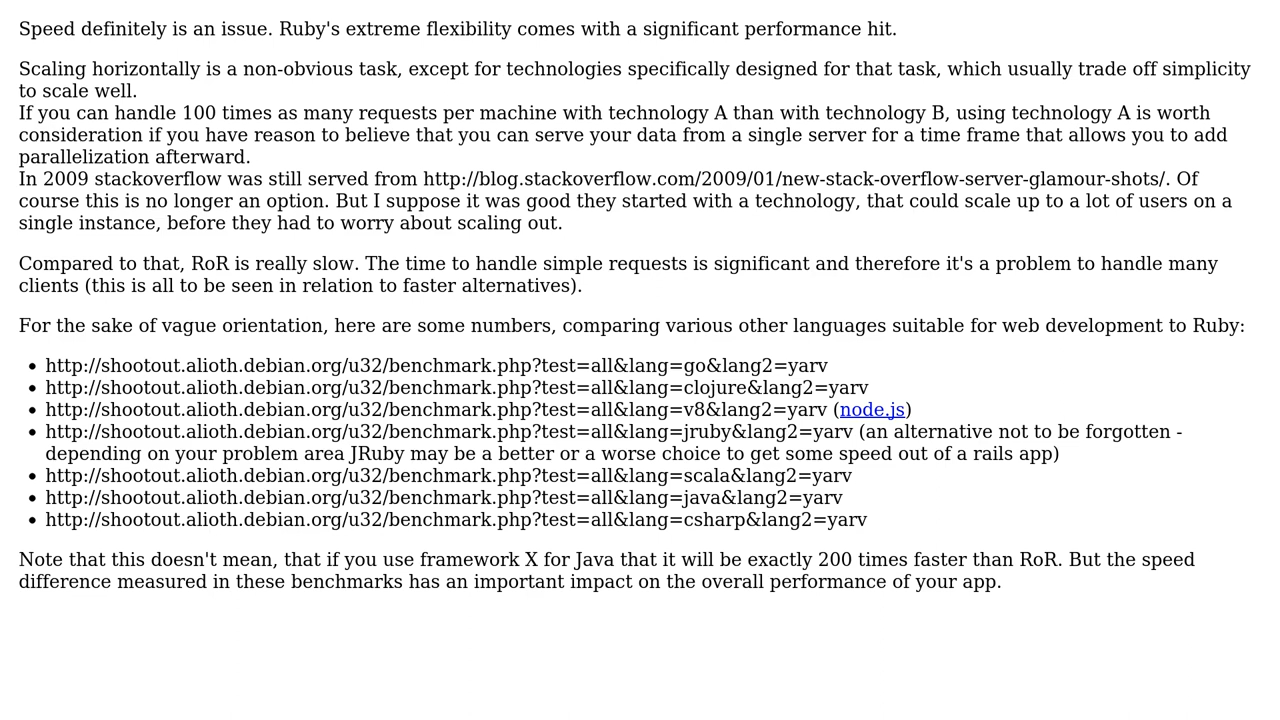 Speed definitely is an issue. Ruby's extreme flexibility comes with a significant performance hit.
Scaling horizontally is a non-obvious task, except for technologies specifically designed for that task, which usually trade off simplicity
to scale well.
If you can handle 100 times as many requests per machine with technology A than with technology B, using technology A is worth
consideration if you have reason to believe that you can serve your data from a single server for a time frame that allows you to add
parallelization afterward.
In 2009 stackoverflow was still served from http://blog.stackoverflow.com/2009/01/new-stack-overflow-server-glamour-shots/. Of
course this is no longer an option. But I suppose it was good they started with a technology, that could scale up to a lot of users on a
single instance, before they had to worry about scaling out.
Compared to that, RoR is really slow. The time to handle simple requests is significant and therefore it's a problem to handle many
clients (this is all to be seen in relation to faster alternatives).
For the sake of vague orientation, here are some numbers, comparing various other languages suitable for web development to Ruby:
• http://shootout.alioth.debian.org/u32/benchmark.php?test=all&lang=go&lang2=yarv
• http://shootout.alioth.debian.org/u32/benchmark.php?test=all&lang=clojure&lang2=yarv
• http://shootout.alioth.debian.org/u32/benchmark.php?test=all&lang=v8&lang2=yarv (node.js)
• http://shootout.alioth.debian.org/u32/benchmark.php?test=all&lang=jruby&lang2=yarv (an alternative not to be forgotten -
depending on your problem area JRuby may be a better or a worse choice to get some speed out of a rails app)
• http://shootout.alioth.debian.org/u32/benchmark.php?test=all&lang=scala&lang2=yarv
• http://shootout.alioth.debian.org/u32/benchmark.php?test=all&lang=java&lang2=yarv
• http://shootout.alioth.debian.org/u32/benchmark.php?test=all&lang=csharp&lang2=yarv
Note that this doesn't mean, that if you use framework X for Java that it will be exactly 200 times faster than RoR. But the speed
difference measured in these benchmarks has an important impact on the overall performance of your app.